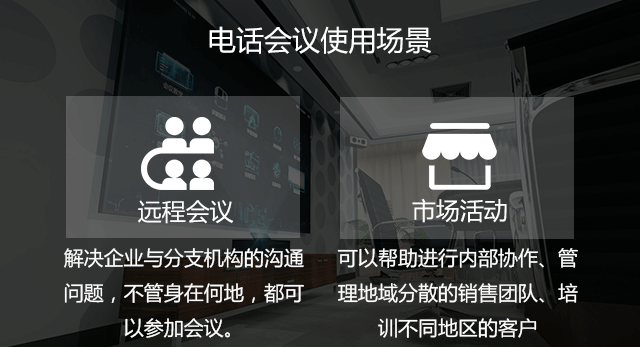 电话会议使用场景
远程会议
市场活动
解决企业与分支机构的沟通
问题，不管身在何地，都可
以参加会议。
可以帮助进行内部协作、管
理地域分散的销售团队、培
训不同地区的客户